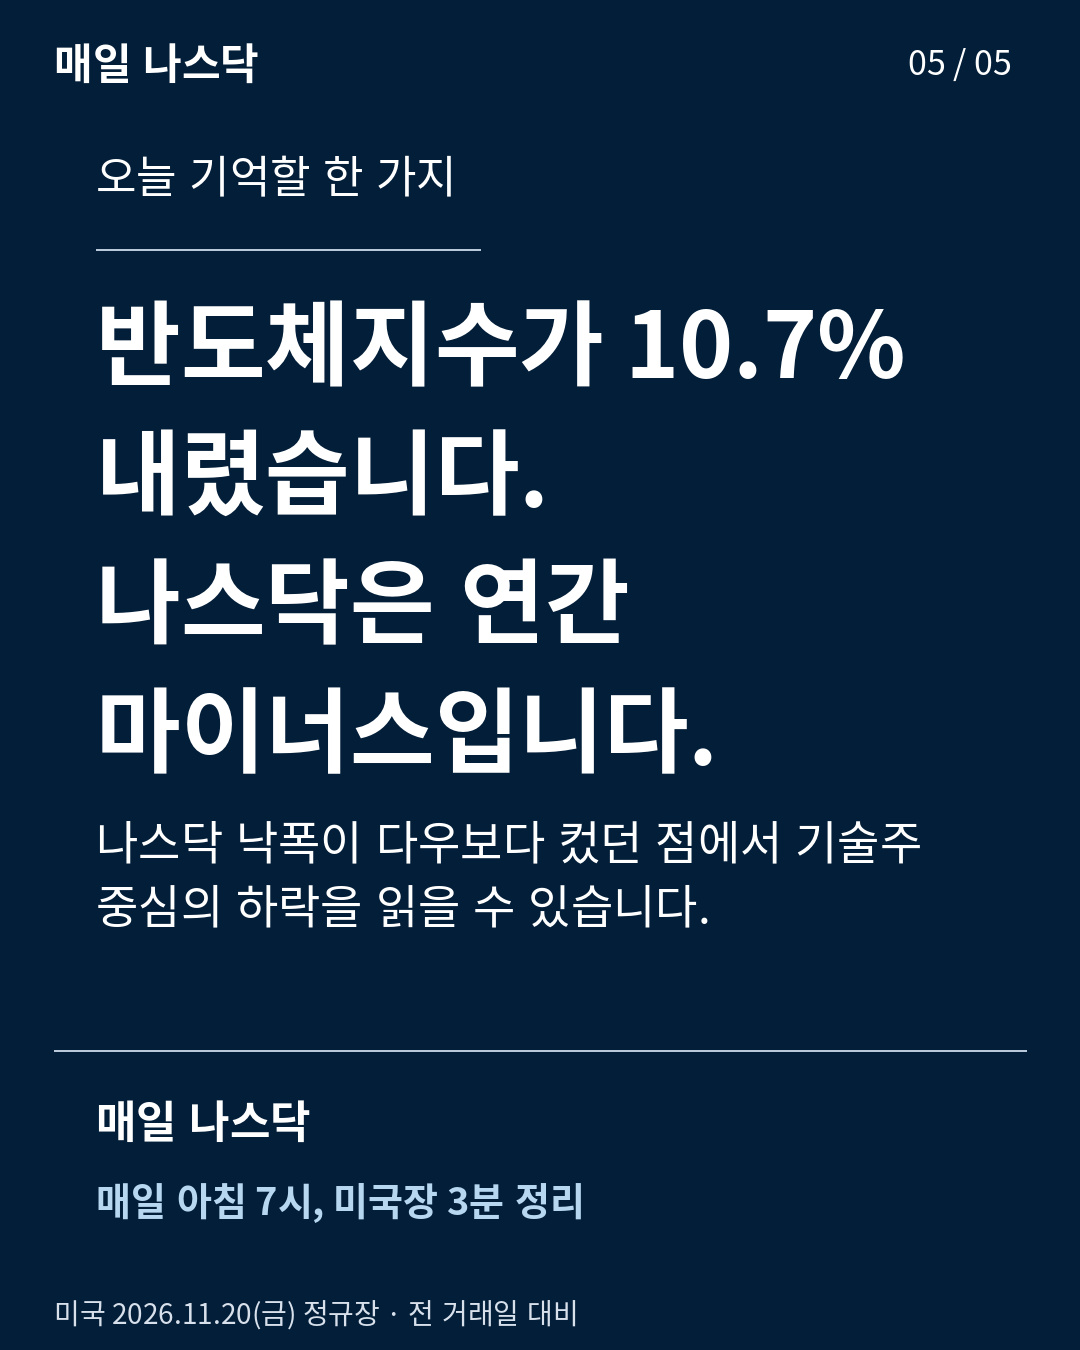 매일 나스닥
05 / 05
오늘 기억할 한 가지
반도체지수가 10.7%
내렸습니다.
나스닥은 연간
마이너스입니다.
나스닥 낙폭이 다우보다 컸던 점에서 기술주
중심의 하락을 읽을 수 있습니다.
매일 나스닥
매일 아침 7시, 미국장 3분 정리
미국 2026.11.20(금) 정규장 · 전 거래일 대비